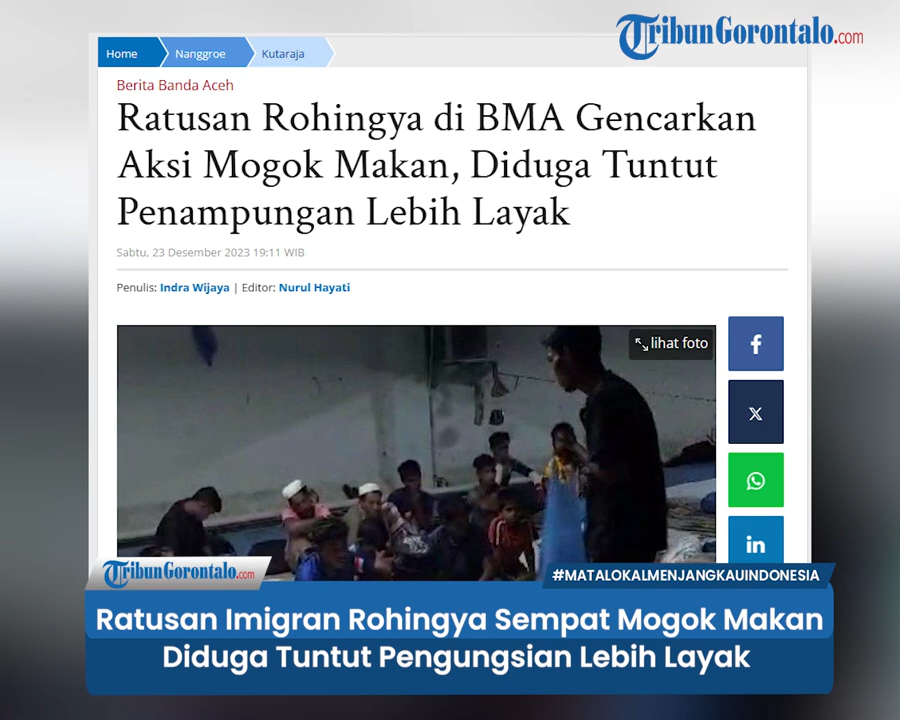 TribunGorontalo.com
Home Nanggroe Kutaraja
Berita Banda Aceh
Ratusan Rohingya di BMA Gencarkan
Aksi Mogok Makan, Diduga Tuntut
Penampungan Lebih Layak
Sabtu, 23 Desember 2023 19:11 WIB
Penulis: Indra Wijaya | Editor: Nurul Hayati
lihat foto
TribunGorontalo.com
#MATALOKALMENJANGKAUINDONESIA
Ratusan Imigran Rohingya Sempat Mogok Makan
Diduga Tuntut Pengungsian Lebih Layak